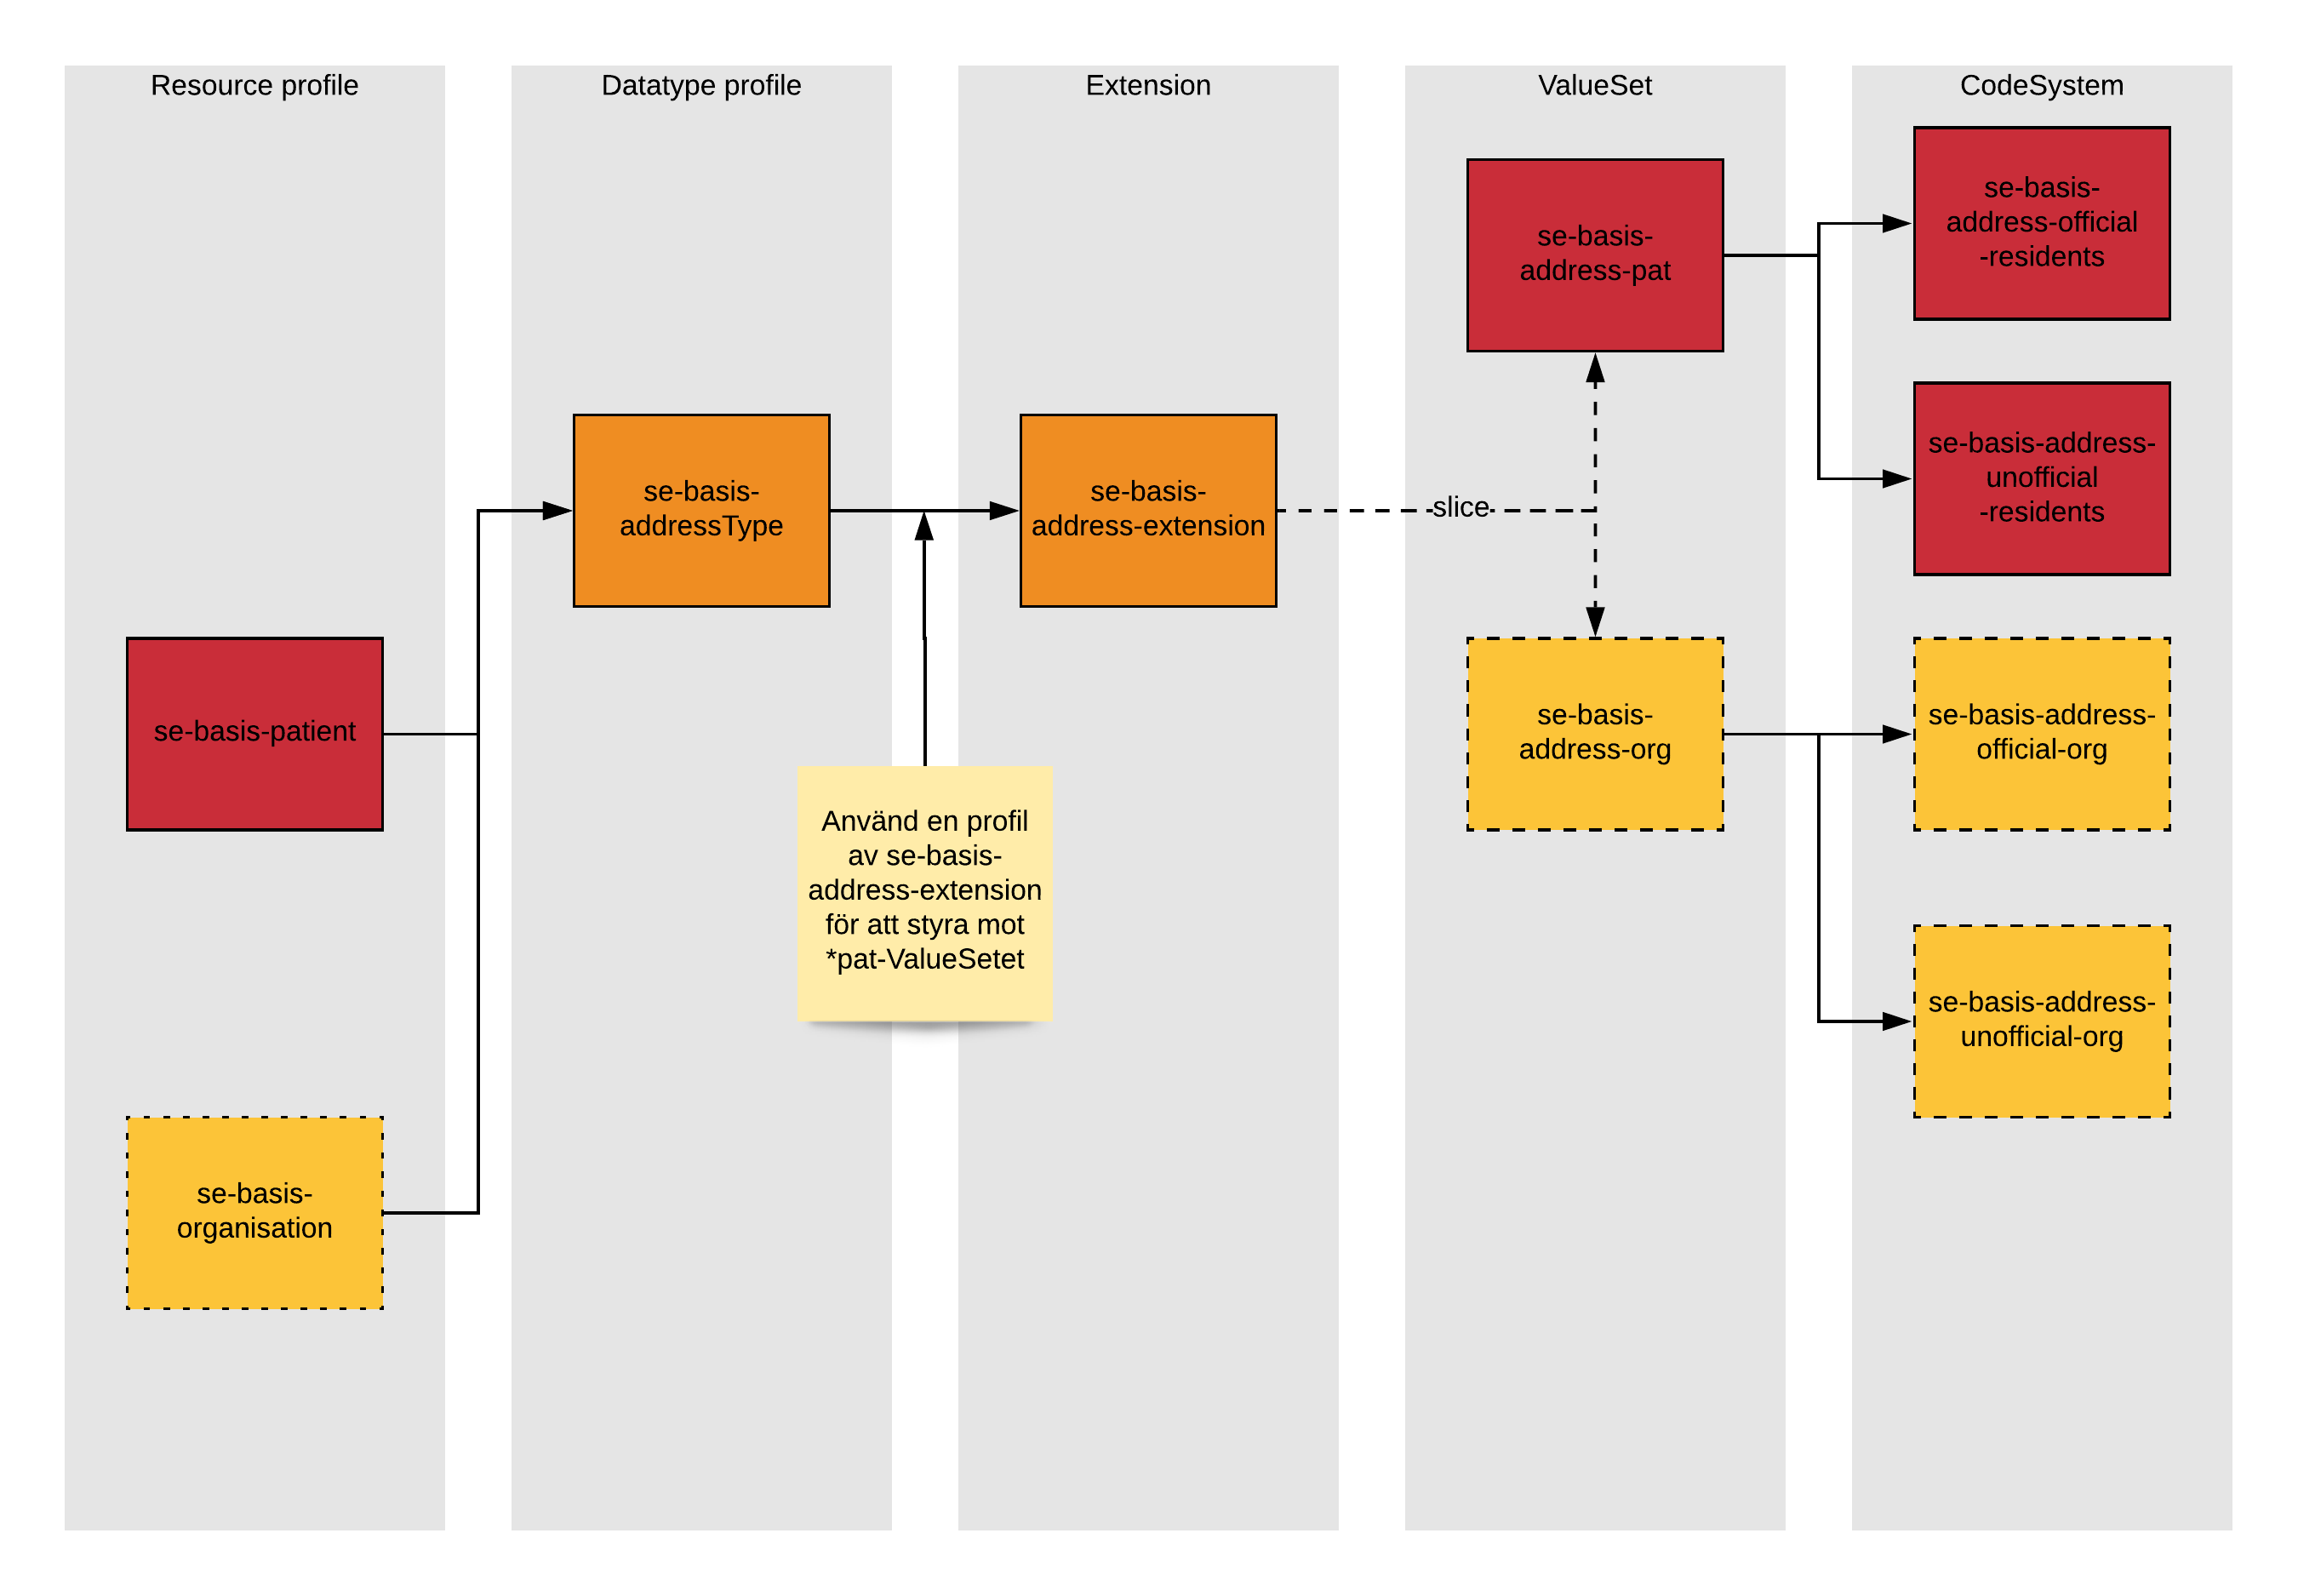 Resource profile
Datatype profile
Extension
ValueSet
CodeSystem
se-basis-patient
se-basis-
organisation
se-basis-
addressType
Använd en profil
av se-basis-
address-extension
för att styra mot
*pat-ValueSetet
se-basis-
address-extension
slice
se-basis-
address-pat
se-basis-
address-org
se-basis-
address-official
-residents
se-basis-address-
unofficial
-residents
se-basis-address-
official-org
se-basis-address-
unofficial-org